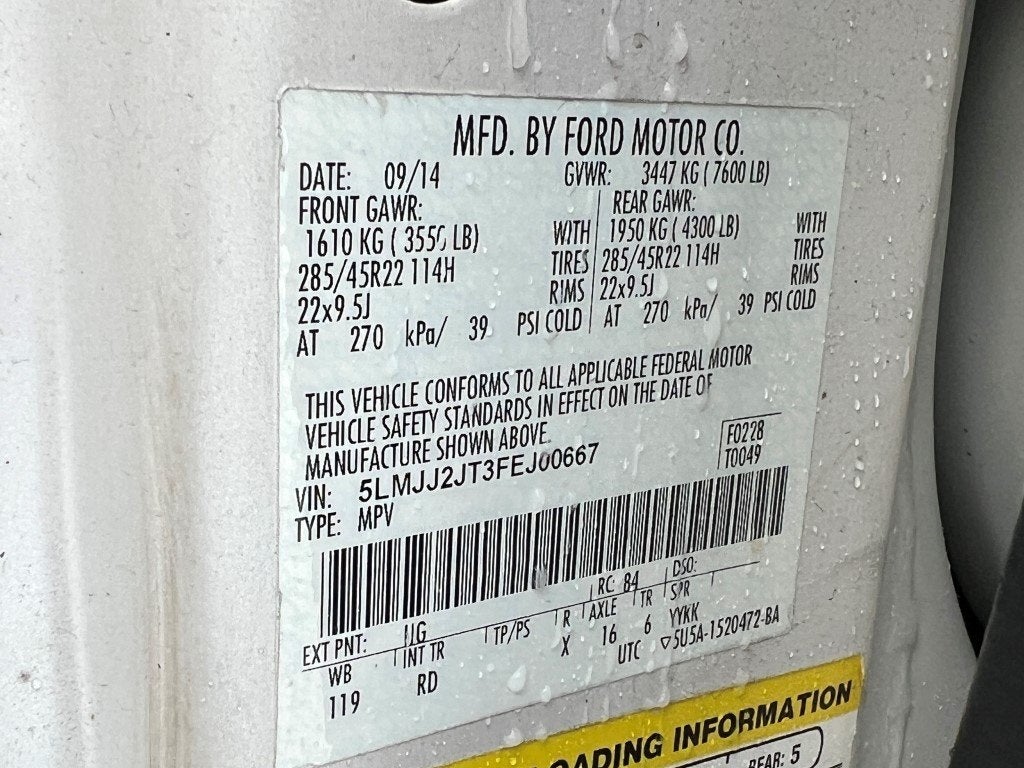 MFD. BY FORD MOTOR CO.
DATE: 09/14 GVWR: 3447 KG ( 7600 LB)
FRONT GAWR: REAR GAWR:
1610 KG ( 3550 LB) WITH 1950 KG ( 4300 LB) WITH
285/45R22 114H TIRES 285/45R22 114H TIRES
22x9.5J RIMS 22x9.5J RIMS
AT 270 kPa/ 39 PSI COLD AT 270 kPa/ 39 PSI COLD
THIS VEHICLE CONFORMS TO ALL APPLICABLE FEDERAL MOTOR
VEHICLE SAFETY STANDARDS IN EFFECT ON THE DATE OF
MANUFACTURE SHOWN ABOVE.
F0228
VIN: 5LMJJ2JT3FEJ00667 T0049
TYPE: MPV
EXT PNT: UG RC: 84 DSO:
WB INT TR TP/PS R AXLE TR SPR
119 RD X 16 6 YYKK
UTC ▽5U5A-1520472-BA
OADING INFORMATION
REAR: 5